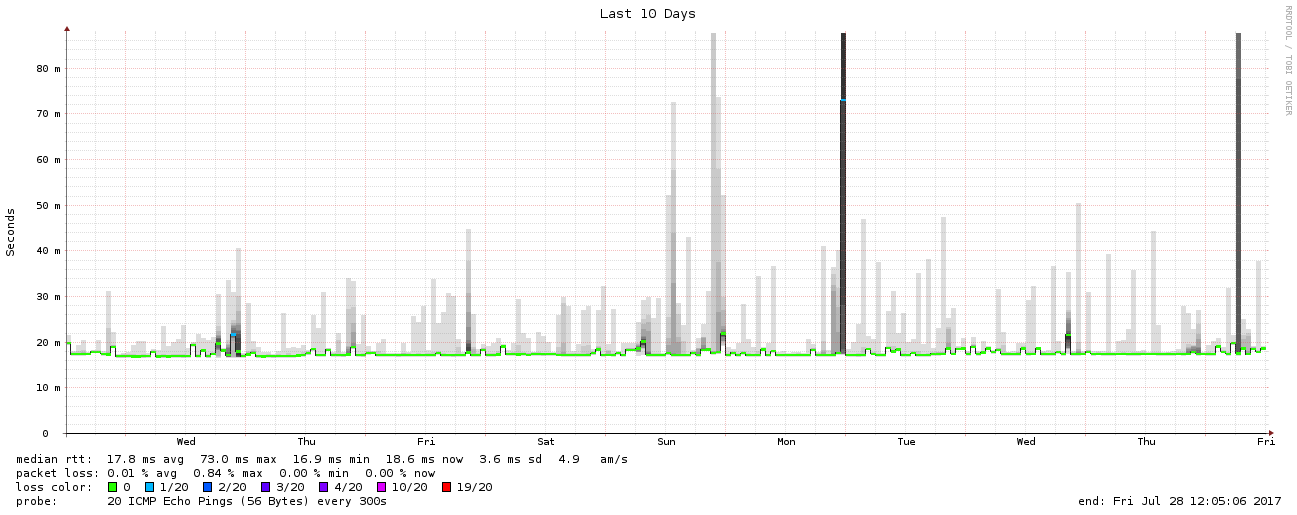 Last 10 Days
RRDTOOL / TOBI OETIKER
Seconds
80 m
70 m
60 m
50 m
40 m
30 m
20 m
10 m
0
Wed Thu Fri Sat Sun Mon Tue Wed Thu Fri
median rtt: 17.8 ms avg 73.0 ms max 16.9 ms min 18.6 ms now 3.6 ms sd 4.9 am/s
packet loss: 0.01 % avg 0.84 % max 0.00 % min 0.00 % now
loss color: 0 1/20 2/20 3/20 4/20 10/20 19/20
probe: 20 ICMP Echo Pings (56 Bytes) every 300s end: Fri Jul 28 12:05:06 2017